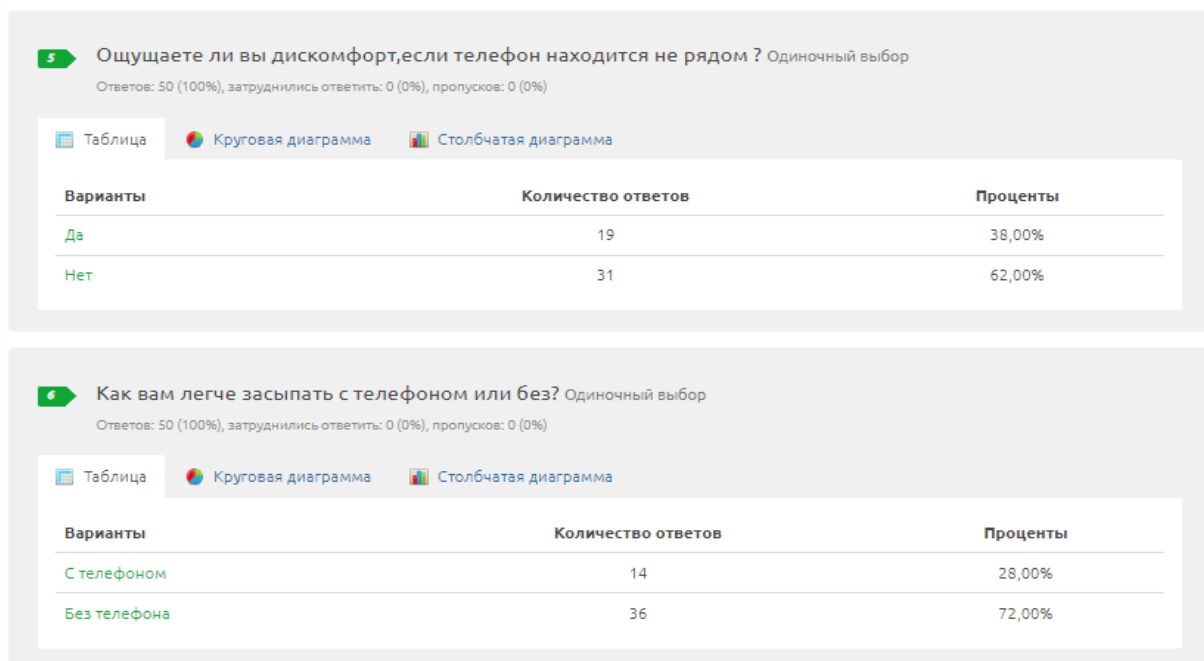 5 Ощущаете ли вы дискомфорт,если телефон находится не рядом ? Одиночный выбор
Ответов: 50 (100%), затруднились ответить: 0 (0%), пропусков: 0 (0%)
Таблица Круговая диаграмма Столбчатая диаграмма
Варианты Количество ответов Проценты
Да 19 38,00%
Нет 31 62,00%
6 Как вам легче засыпать с телефоном или без? Одиночный выбор
Ответов: 50 (100%), затруднились ответить: 0 (0%), пропусков: 0 (0%)
Таблица Круговая диаграмма Столбчатая диаграмма
Варианты Количество ответов Проценты
С телефоном 14 28,00%
Без телефона 36 72,00%